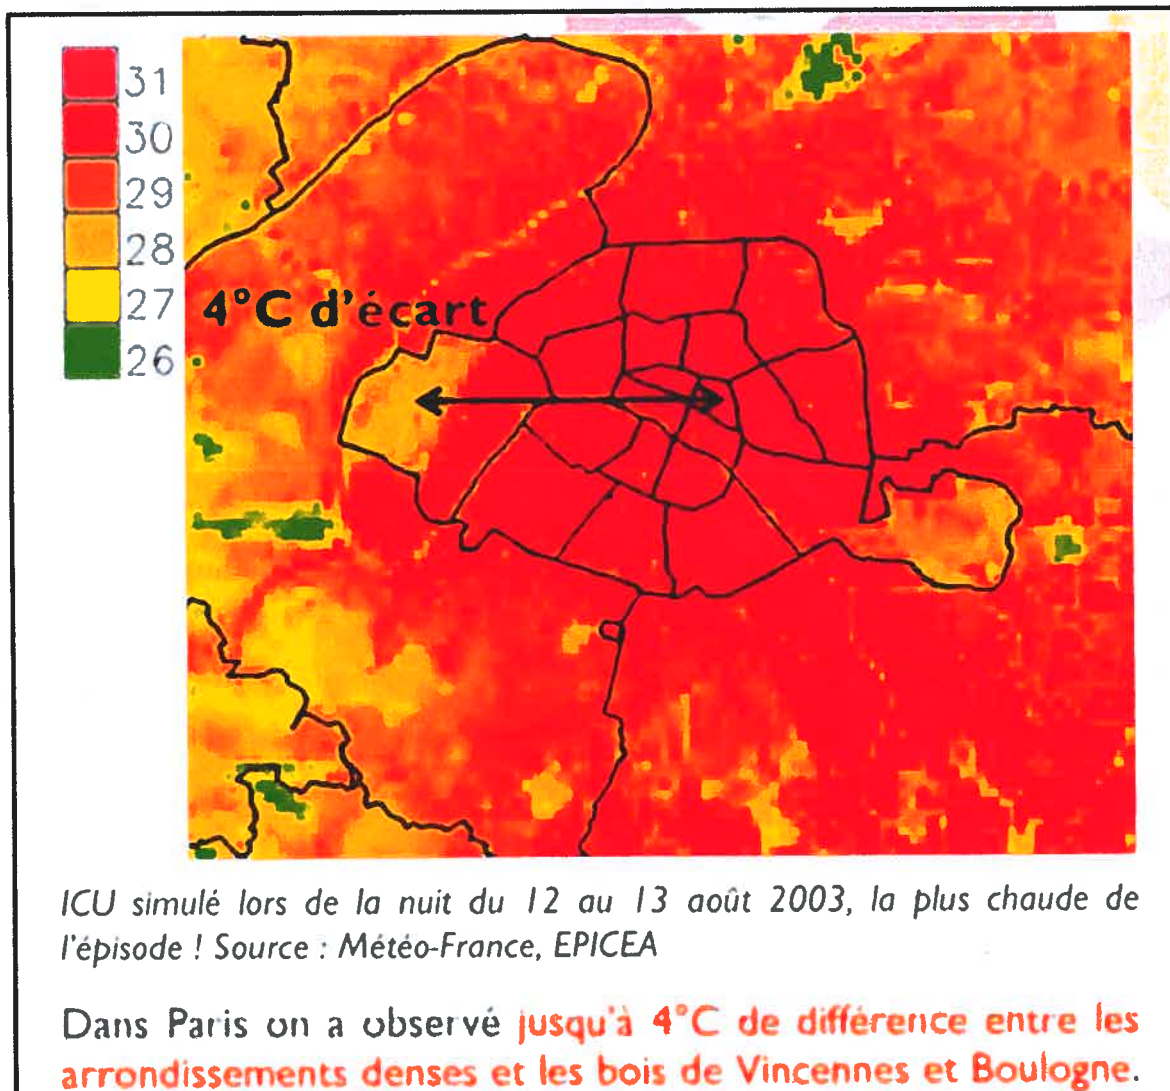 31
30
29
28
27
26
4°C d'écart
ICU simulé lors de la nuit du 12 au 13 août 2003, la plus chaude de
l'épisode ! Source : Météo-France, EPICEA
Dans Paris on a observé jusqu'à 4°C de différence entre les
arrondissements denses et les bois de Vincennes et Boulogne.